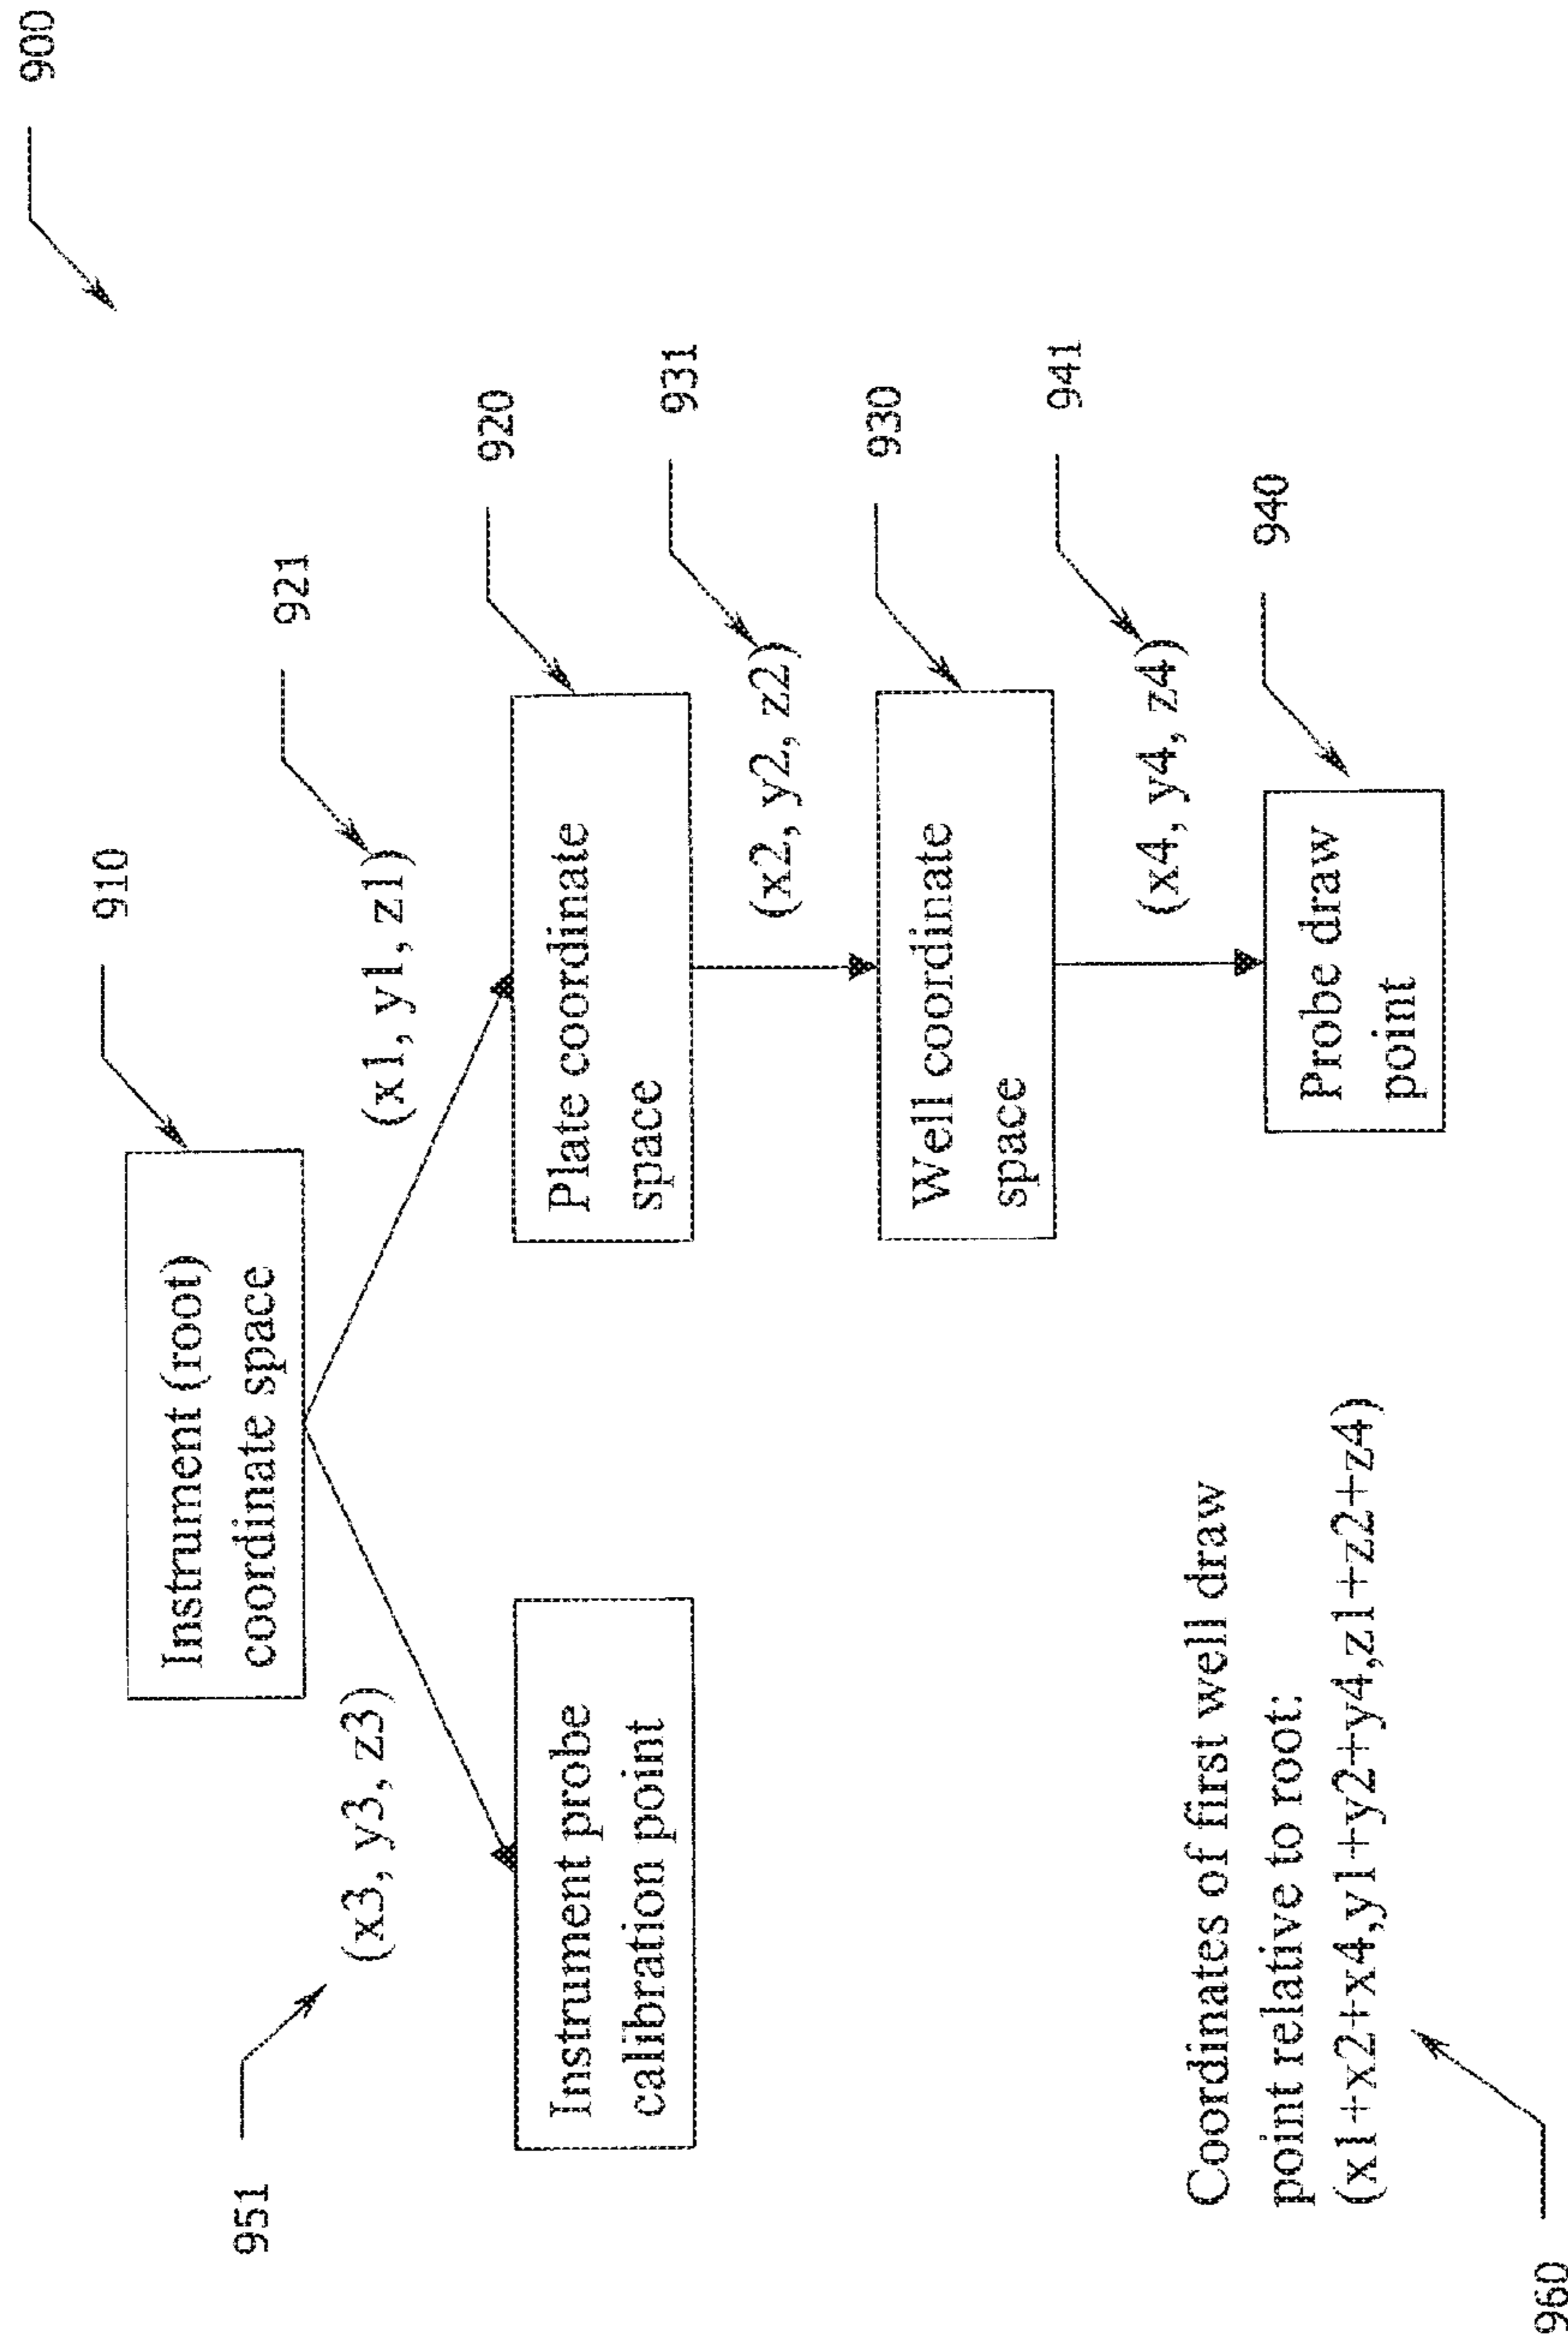 900
910
Instrument (root)
coordinate space
951
(x3, y3, z3)
(x1, y1, z1)
921
Instrument probe
calibration point
Plate coordinate
space
920
(x2, y2, z2)
931
Well coordinate
space
930
(x4, y4, z4)
941
Probe draw
point
940
Coordinates of first well draw
point relative to root:
(x1+x2+x4,y1+y2+y4,z1+z2+z4)
960